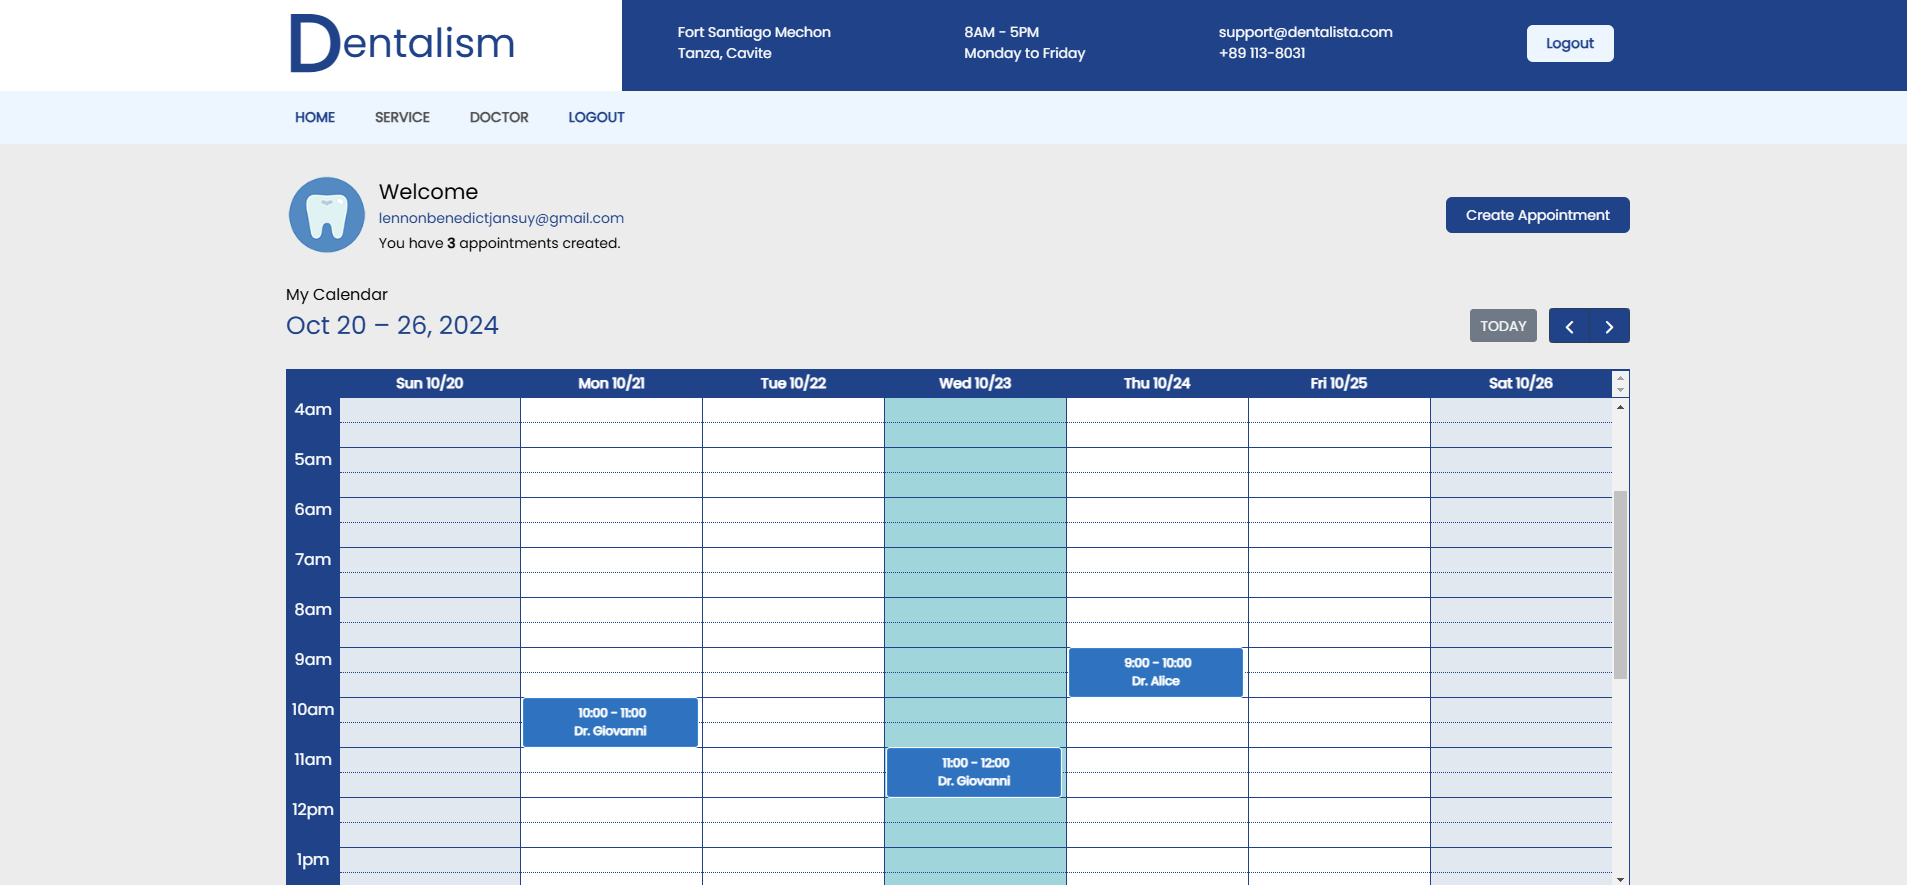 Dentalism
Fort Santiago Mechon
Tanza, Cavite
8AM - 5PM
Monday to Friday
support@dentalista.com
+89 113-8031
Logout
HOME
SERVICE
DOCTOR
LOGOUT
Welcome
lennonbenedictjansuy@gmail.com
You have 3 appointments created.
Create Appointment
My Calendar
Oct 20 – 26, 2024
TODAY
Sun 10/20
Mon 10/21
Tue 10/22
Wed 10/23
Thu 10/24
Fri 10/25
Sat 10/26
4am
5am
6am
7am
8am
9am
9:00 - 10:00
Dr. Alice
10am
10:00 - 11:00
Dr. Giovanni
11am
11:00 - 12:00
Dr. Giovanni
12pm
1pm